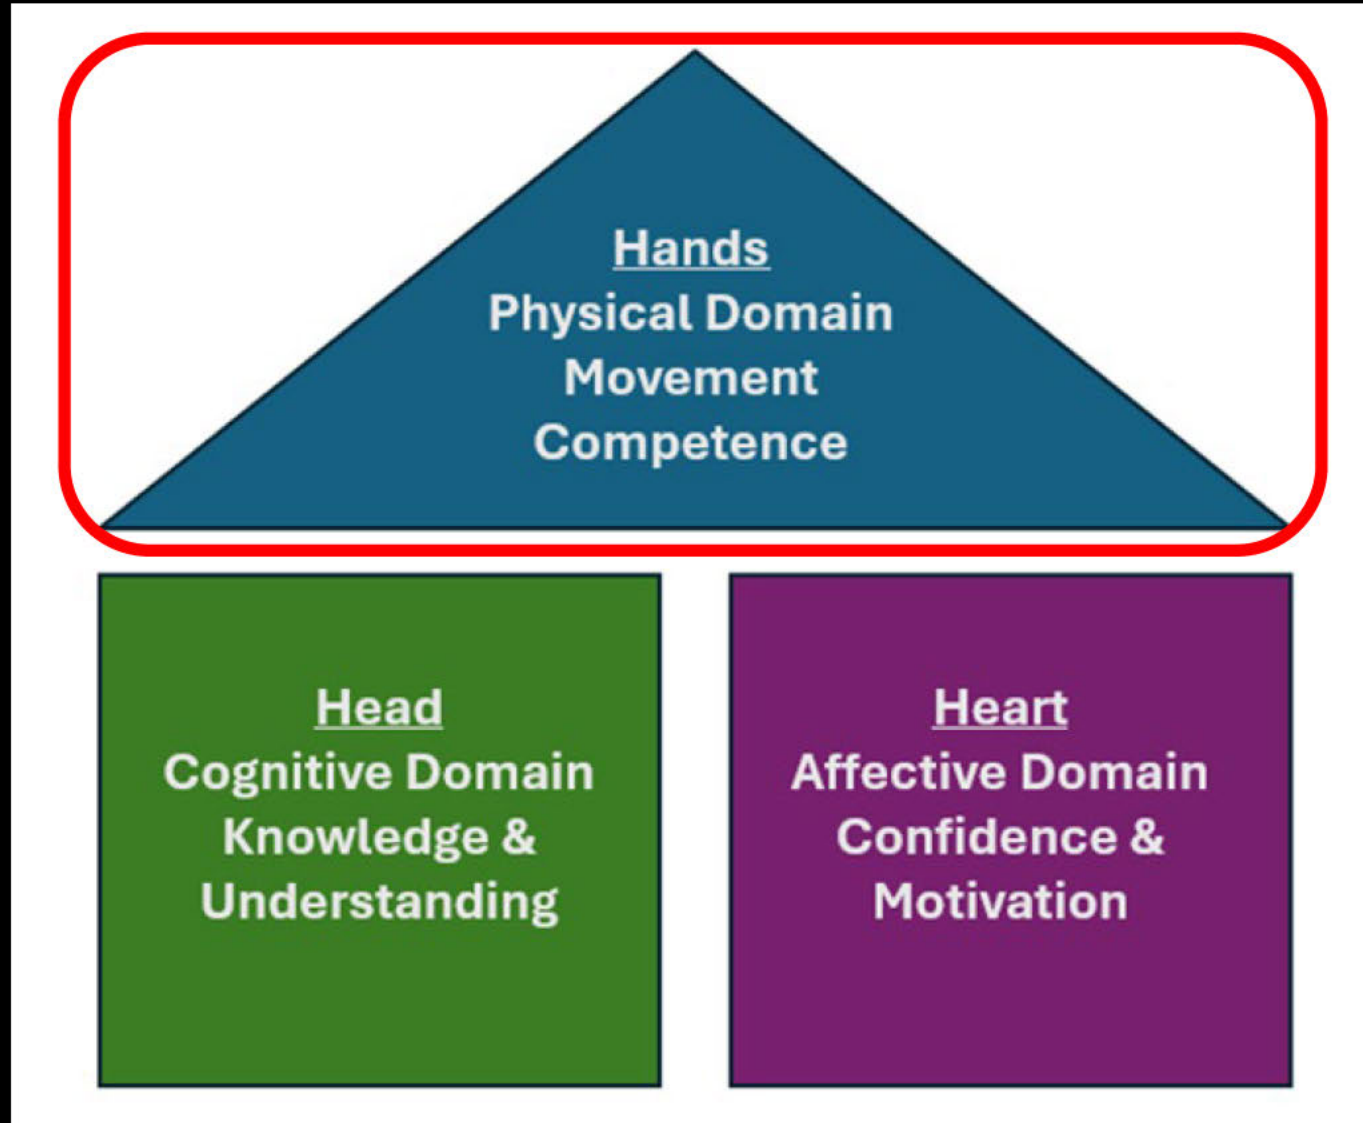 Hands
Physical Domain
Movement
Competence
Head
Cognitive Domain
Knowledge &
Understanding
Heart
Affective Domain
Confidence &
Motivation